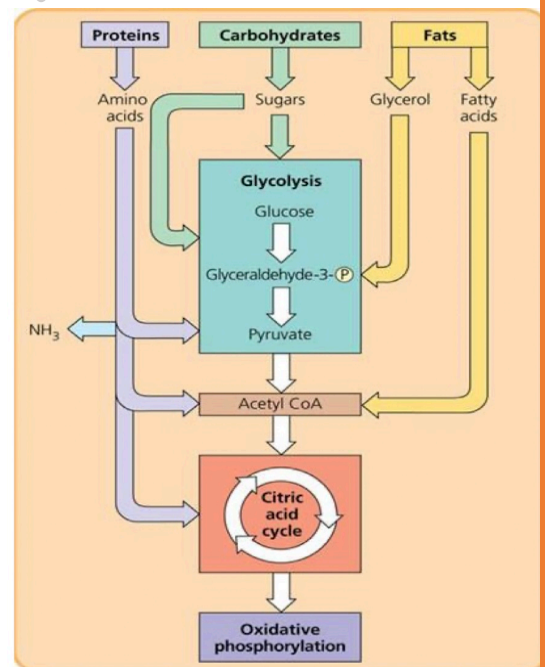 Proteins
Carbohydrates
Fats
Amino
acids
Sugars
Glycerol
Fatty
acids
Glycolysis
Glucose
Glyceraldehyde-3-P
NH3
Pyruvate
Acetyl CoA
Citric
acid
cycle
Oxidative
phosphorylation